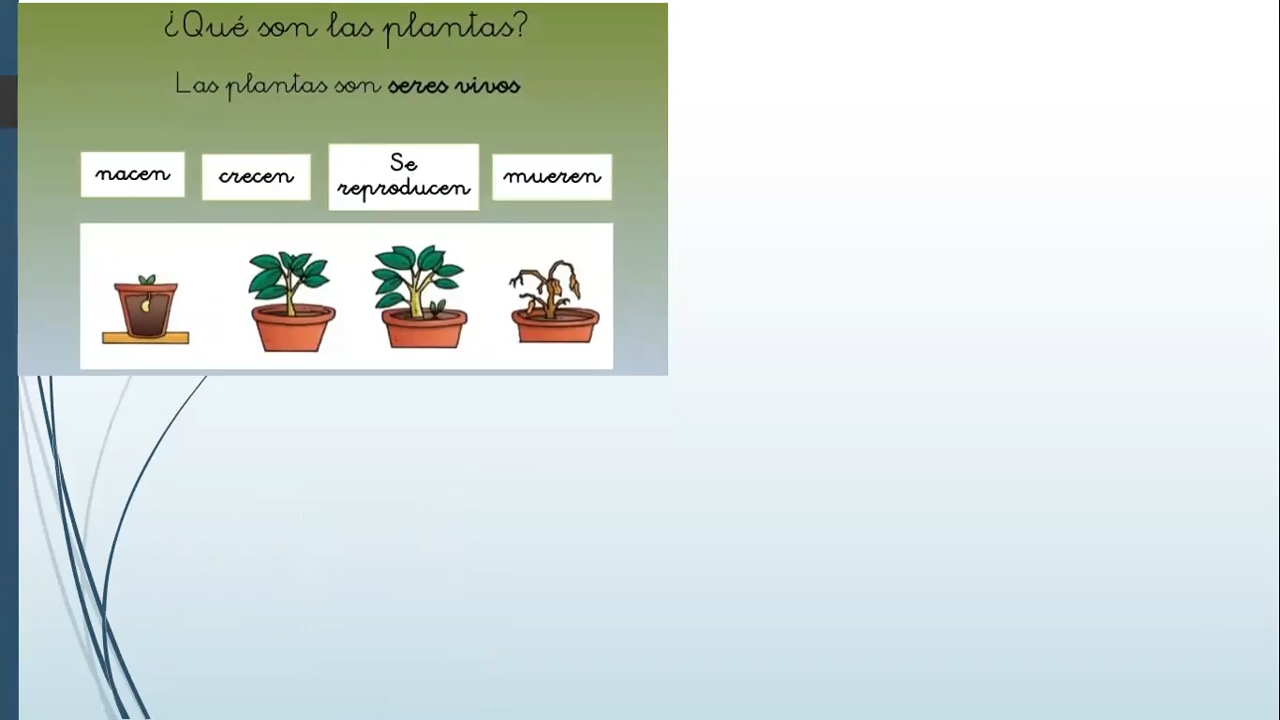 ¿Qué son las plantas?
Las plantas son seres vivos
nacen
crecen
Se
reproducen
mueren